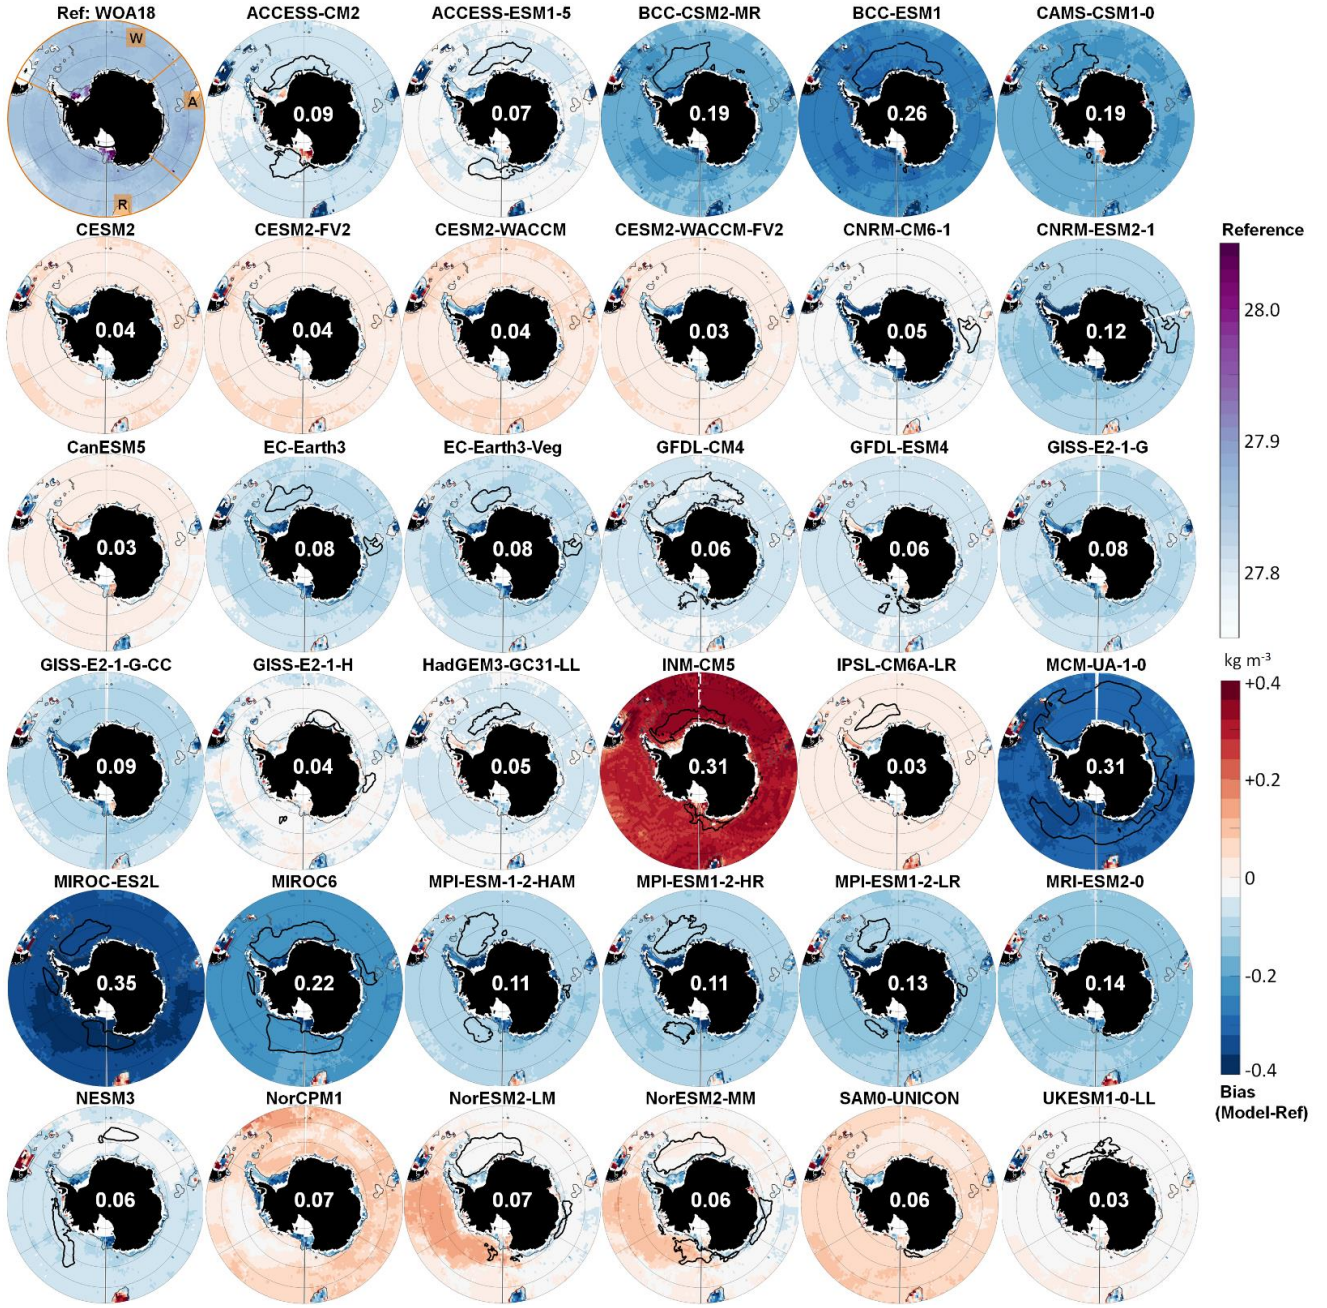 Ref: WOA18 ACCESS-CM2 ACCESS-ESM1-5 BCC-CSM2-MR BCC-ESM1 CAMS-CSM1-0
W
A
R
0.09 0.07 0.19 0.26 0.19
CESM2 CESM2-FV2 CESM2-WACCM CESM2-WACCM-FV2 CNRM-CM6-1 CNRM-ESM2-1
0.04 0.04 0.04 0.03 0.05 0.12
CanESM5 EC-Earth3 EC-Earth3-Veg GFDL-CM4 GFDL-ESM4 GISS-E2-1-G
0.03 0.08 0.08 0.06 0.06 0.08
GISS-E2-1-G-CC GISS-E2-1-H HadGEM3-GC31-LL INM-CM5 IPSL-CM6A-LR MCM-UA-1-0
0.09 0.04 0.05 0.31 0.03 0.31
MIROC-ES2L MIROC6 MPI-ESM-1-2-HAM MPI-ESM1-2-HR MPI-ESM1-2-LR MRI-ESM2-0
0.35 0.22 0.11 0.11 0.13 0.14
NESM3 NorCPM1 NorESM2-LM NorESM2-MM SAM0-UNICON UKESM1-0-LL
0.06 0.07 0.07 0.06 0.06 0.03
Reference
28.0
27.9
27.8
kg m⁻³
+0.4
+0.2
0
-0.2
-0.4
Bias
(Model-Ref)